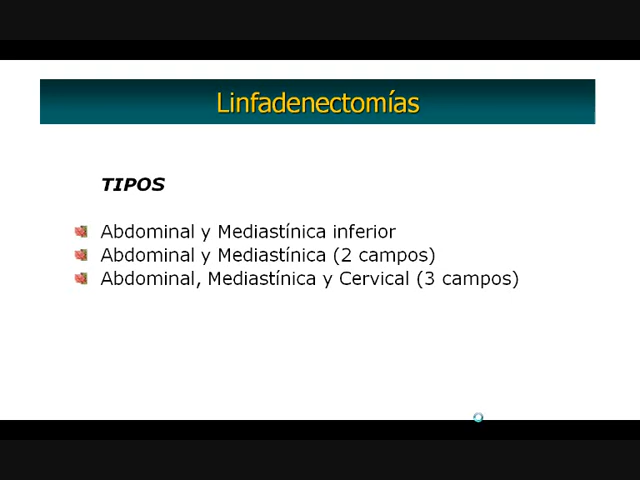 Linfadenectomías
TIPOS
Abdominal y Mediastínica inferior
Abdominal y Mediastínica (2 campos)
Abdominal, Mediastínica y Cervical (3 campos)